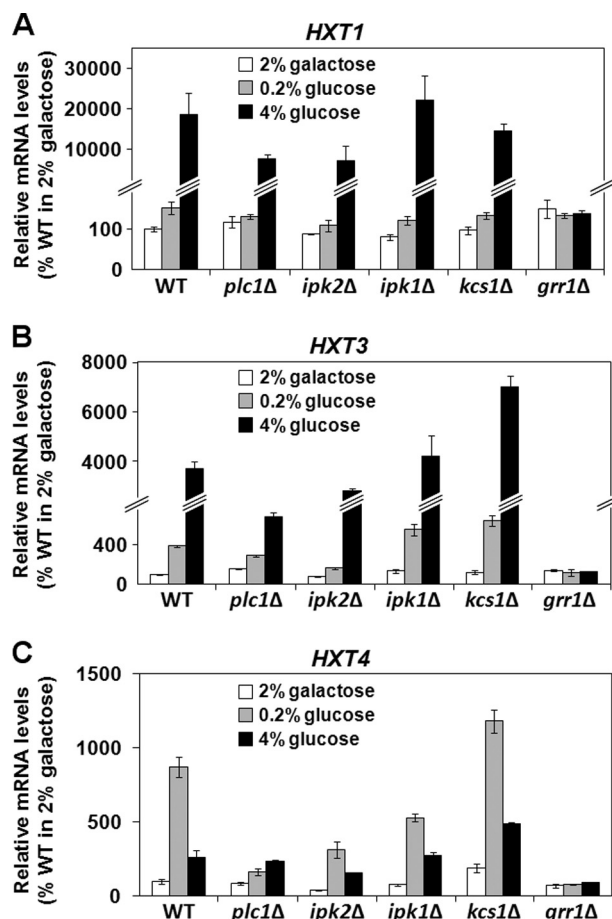 A
HXT1
Relative mRNA levels
(% WT in 2% galactose)
30000
20000
10000
100
0
2% galactose
0.2% glucose
4% glucose
WT plc1Δ ipk2Δ ipk1Δ kcs1Δ grr1Δ
B
HXT3
Relative mRNA levels
(% WT in 2% galactose)
8000
6000
4000
400
0
2% galactose
0.2% glucose
4% glucose
WT plc1Δ ipk2Δ ipk1Δ kcs1Δ grr1Δ
C
HXT4
Relative mRNA levels
(% WT in 2% galactose)
1500
1000
500
0
2% galactose
0.2% glucose
4% glucose
WT plc1Δ ipk2Δ ipk1Δ kcs1Δ grr1Δ